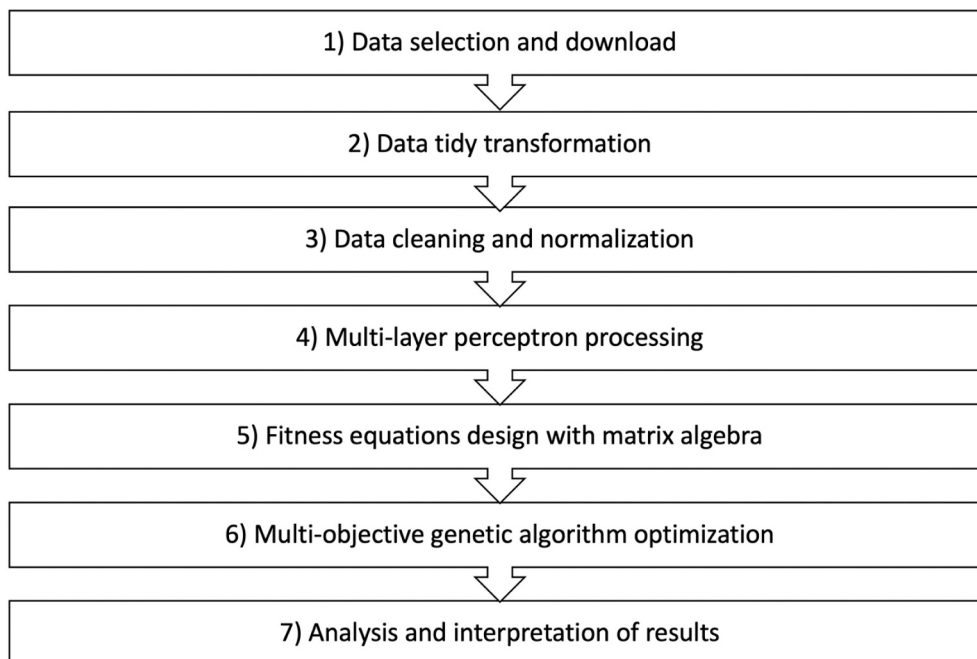 1) Data selection and download
2) Data tidy transformation
3) Data cleaning and normalization
4) Multi-layer perceptron processing
5) Fitness equations design with matrix algebra
6) Multi-objective genetic algorithm optimization
7) Analysis and interpretation of results